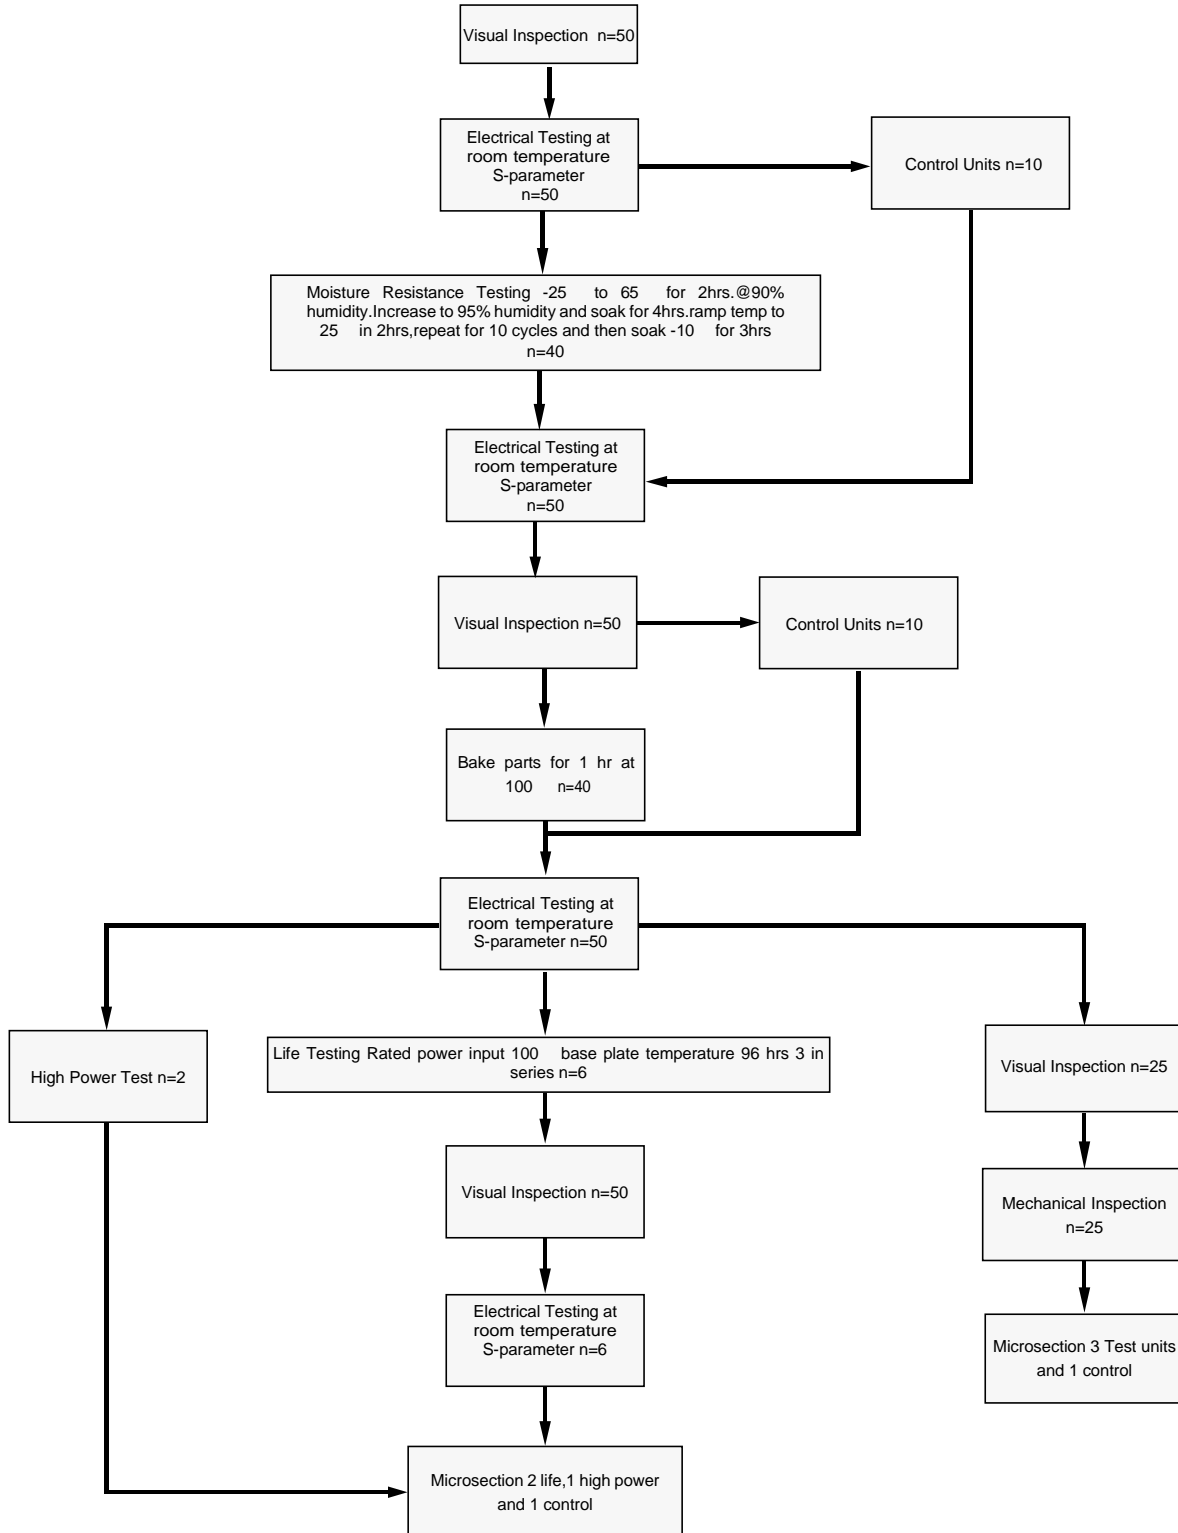 Visual Inspection n=50
Electrical Testing at
room temperature
S-parameter
n=50
Control Units n=10
Moisture Resistance Testing -25 to 65 for 2hrs.@90%
humidity.Increase to 95% humidity and soak for 4hrs.ramp temp to
25 in 2hrs,repeat for 10 cycles and then soak -10 for 3hrs
n=40
Electrical Testing at
room temperature
S-parameter
n=50
Visual Inspection n=50
Control Units n=10
Bake parts for 1 hr at
100 n=40
Electrical Testing at
room temperature
S-parameter n=50
High Power Test n=2
Life Testing Rated power input 100 base plate temperature 96 hrs 3 in
series n=6
Visual Inspection n=25
Visual Inspection n=50
Mechanical Inspection
n=25
Electrical Testing at
room temperature
S-parameter n=6
Microsection 3 Test units
and 1 control
Microsection 2 life,1 high power
and 1 control